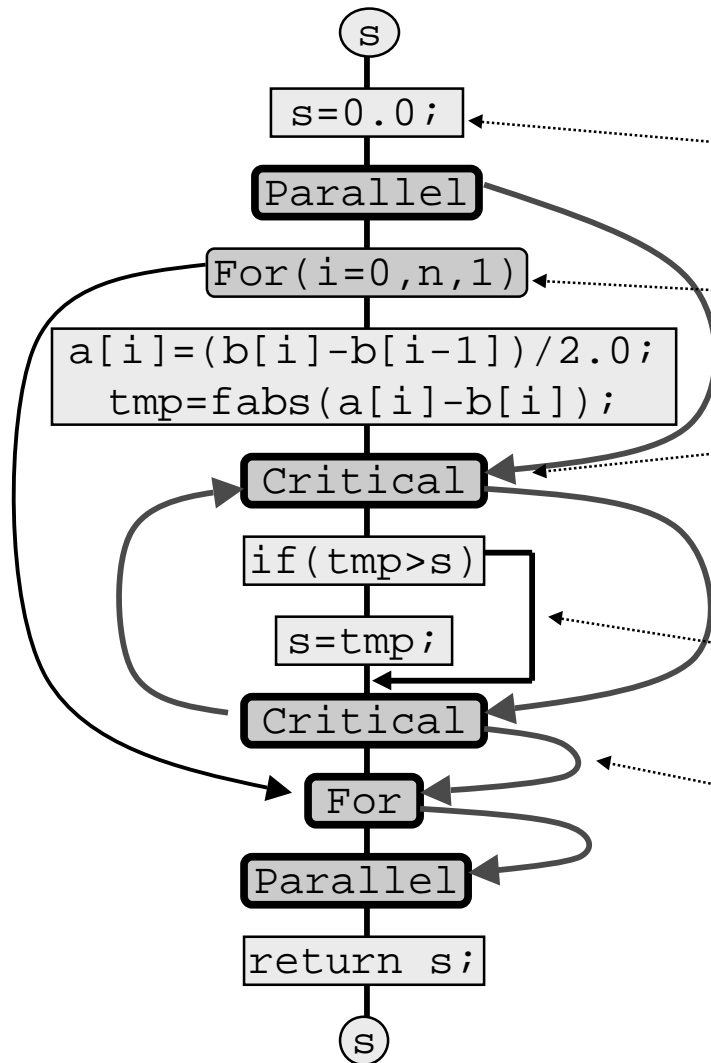 s
s=0.0;
Parallel
For(i=0,n,1)
a[i]=(b[i]-b[i-1])/2.0;
tmp=fabs(a[i]-b[i]);
Critical
if(tmp>s)
s=tmp;
Critical
For
Parallel
return s;
s